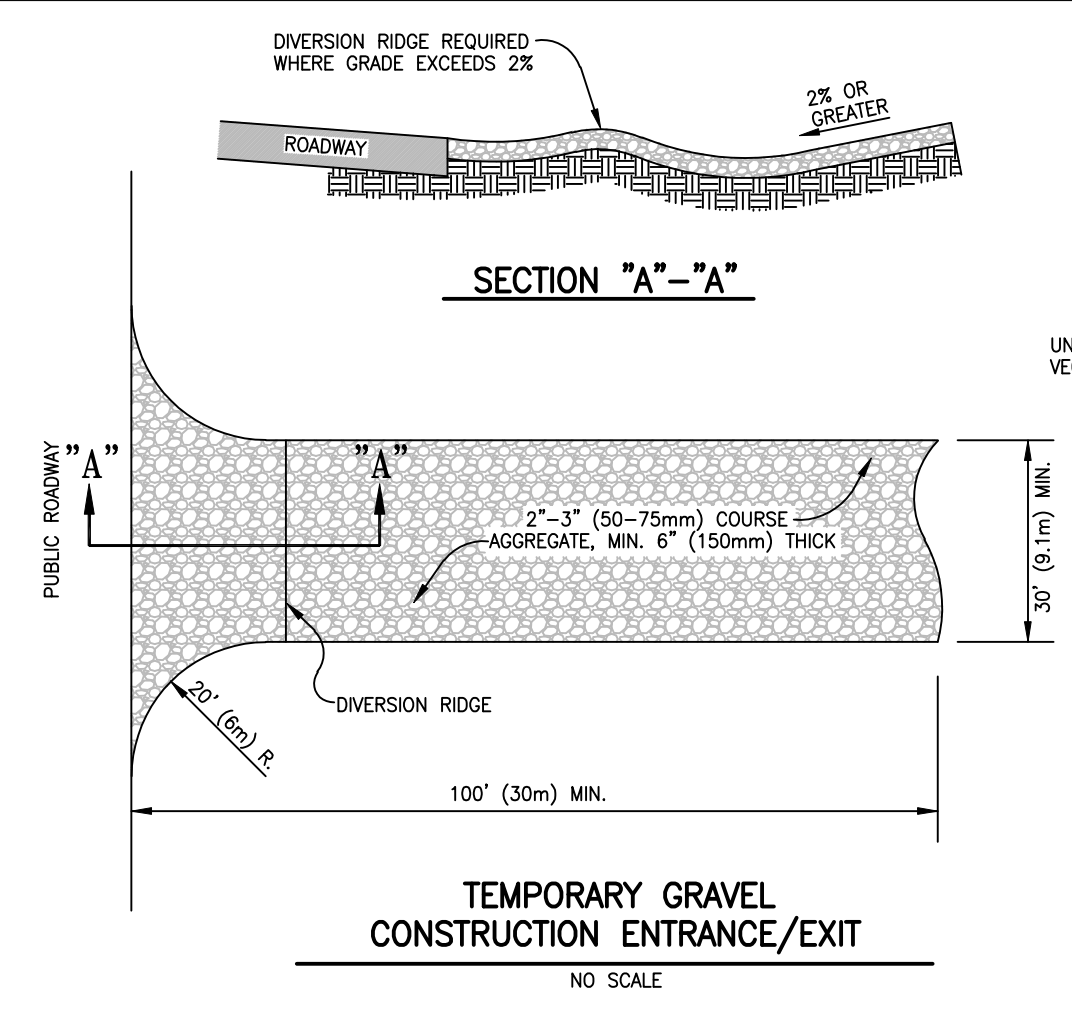 DIVERSION RIDGE REQUIRED
WHERE GRADE EXCEEDS 2%
2% OR
GREATER
ROADWAY
SECTION "A"-"A"
UN
VE
PUBLIC ROADWAY
"A"
"A"
2"-3" (50-75mm) COURSE
AGGREGATE, MIN. 6" (150mm) THICK
30' (9.1m) MIN.
DIVERSION RIDGE
20' (6m) R.
100' (30m) MIN.
TEMPORARY GRAVEL
CONSTRUCTION ENTRANCE/EXIT
NO SCALE